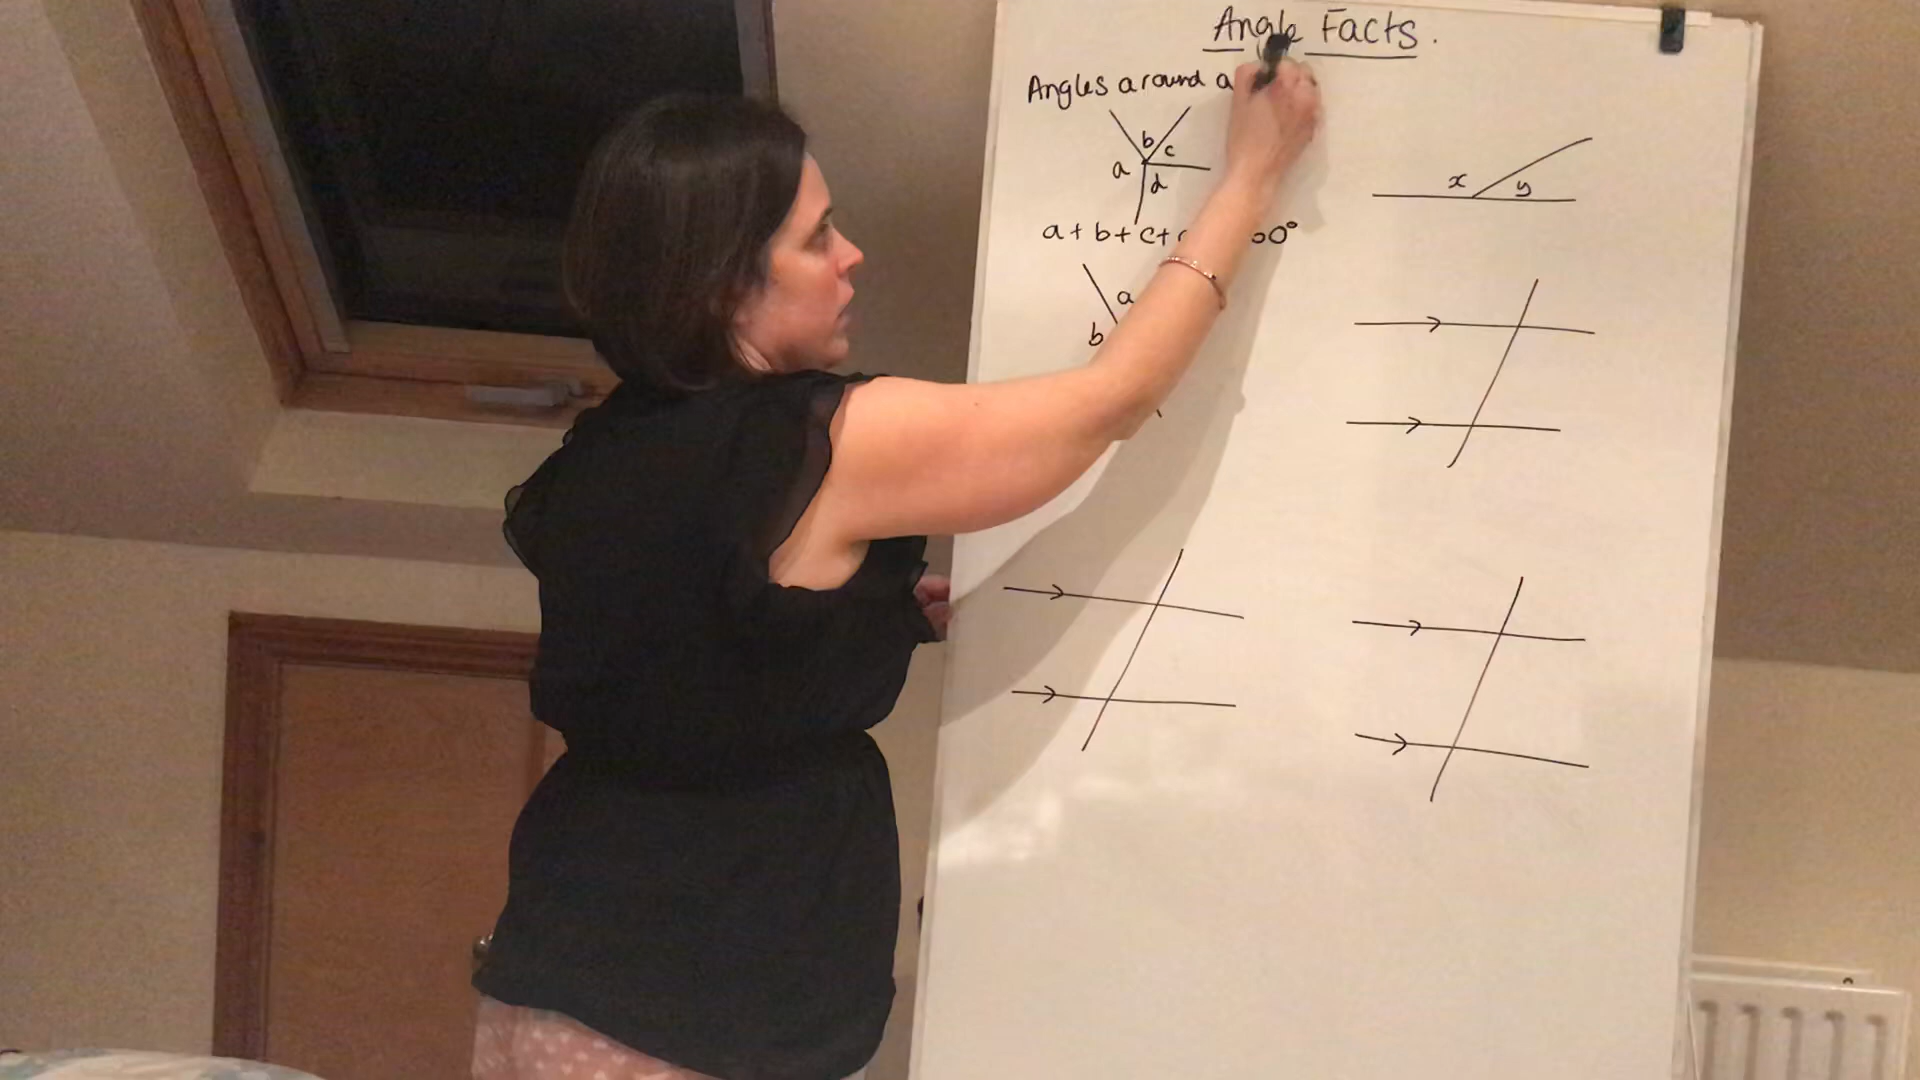 Angle Facts.
Angles around a
b
c
a
d
x
y
a + b + c +
a
b